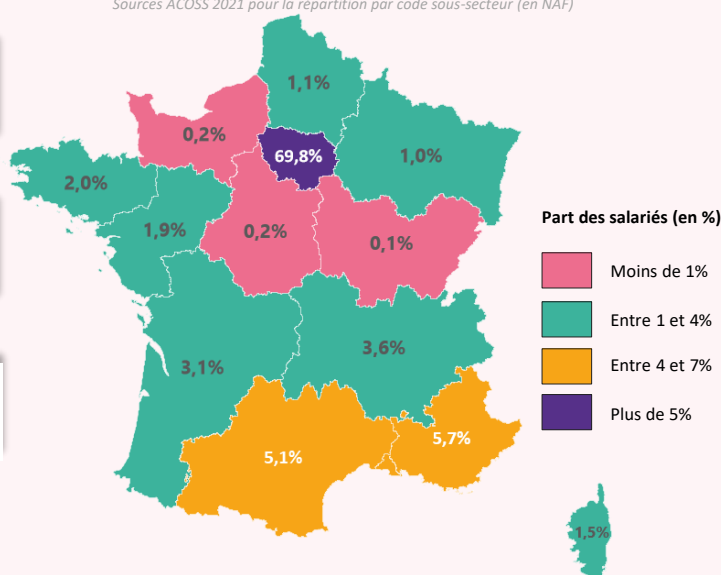 Sources ACOSS 2021 pour la répartition par code sous-secteur (en NAF)
1,1%
0,2%
69,8%
1,0%
2,0%
1,9%
0,2%
0,1%
3,1%
3,6%
5,1%
5,7%
1,5%
Part des salariés (en %)
Moins de 1%
Entre 1 et 4%
Entre 4 et 7%
Plus de 5%